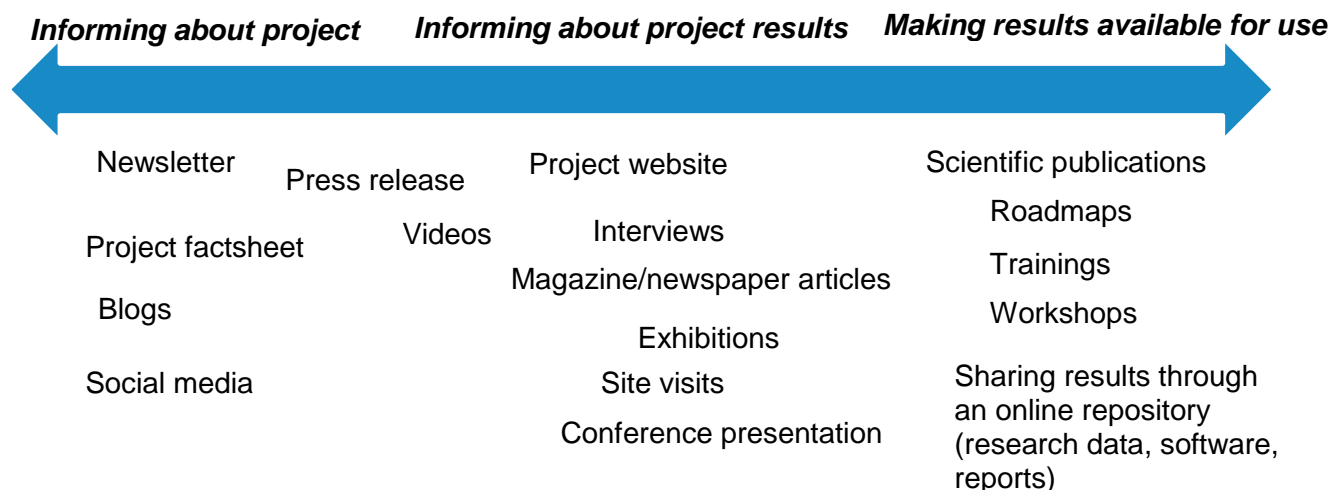 Informing about project
Informing about project results
Making results available for use
Newsletter
Press release
Project website
Scientific publications
Roadmaps
Project factsheet
Videos
Interviews
Trainings
Magazine/newspaper articles
Blogs
Workshops
Exhibitions
Social media
Site visits
Sharing results through
an online repository
(research data, software,
reports)
Conference presentation